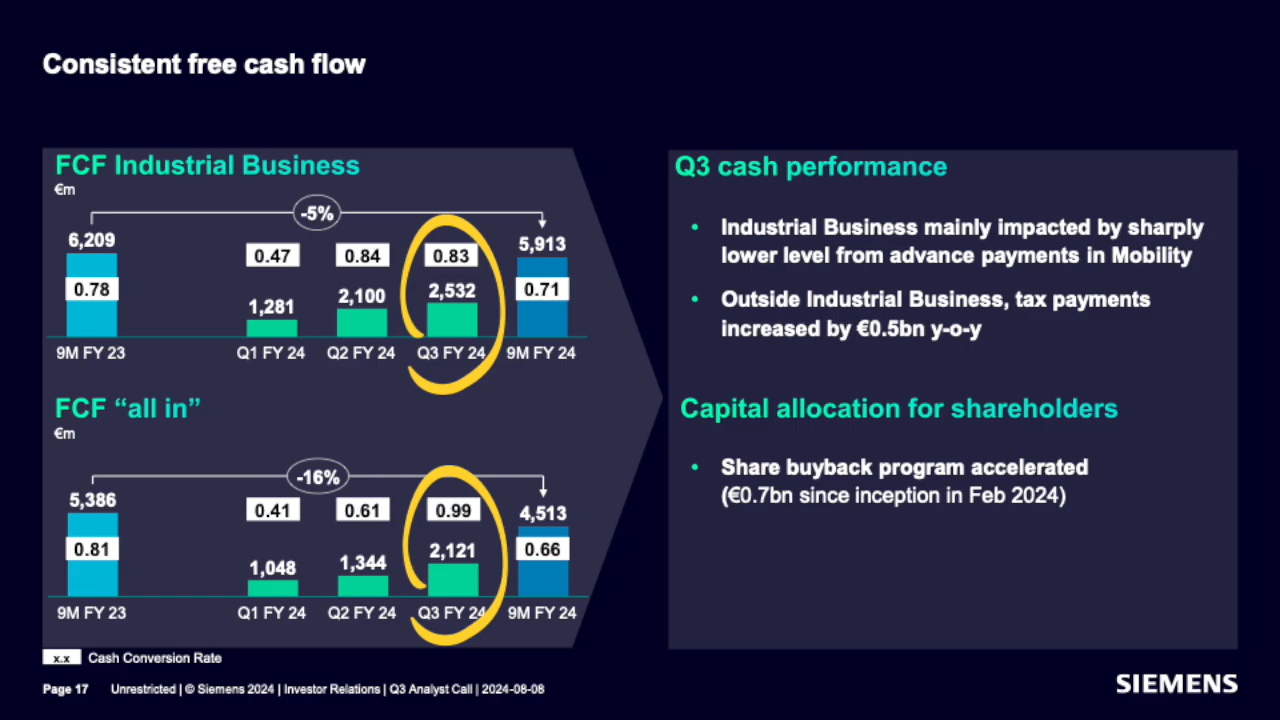 Consistent free cash flow
FCF Industrial Business
€m
-5%
6,209
0.78
0.47
1,281
0.84
2,100
0.83
2,532
5,913
0.71
9M FY 23
Q1 FY 24
Q2 FY 24
Q3 FY 24
9M FY 24
FCF “all in”
€m
-16%
5,386
0.81
0.41
1,048
0.61
1,344
0.99
2,121
4,513
0.66
9M FY 23
Q1 FY 24
Q2 FY 24
Q3 FY 24
9M FY 24
x.x Cash Conversion Rate
Q3 cash performance
• Industrial Business mainly impacted by sharply
lower level from advance payments in Mobility
• Outside Industrial Business, tax payments
increased by €0.5bn y-o-y
Capital allocation for shareholders
• Share buyback program accelerated
(€0.7bn since inception in Feb 2024)
Page 17 Unrestricted | © Siemens 2024 | Investor Relations | Q3 Analyst Call | 2024-08-08
SIEMENS